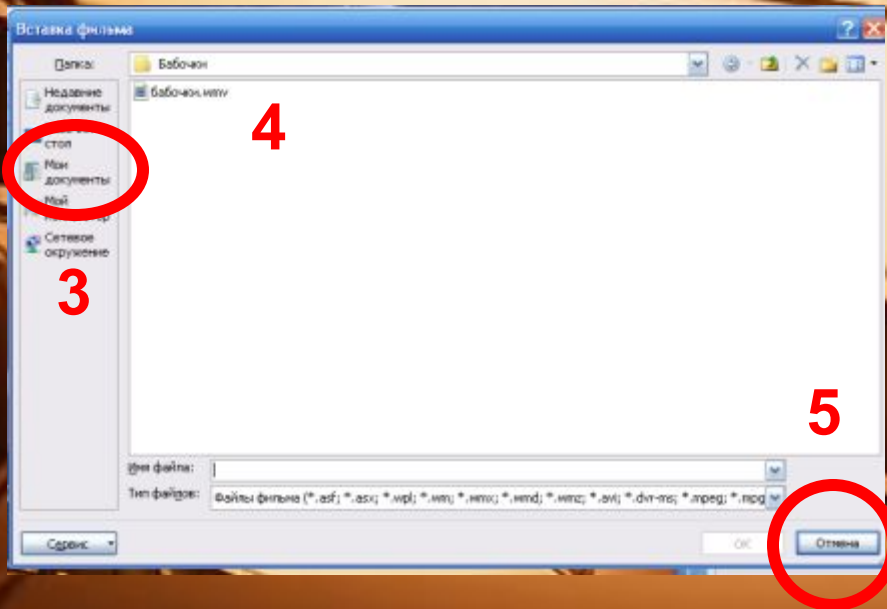 Вставка фильма
Папка:
Бабочки
Недавние
документы
бабочки.wmv
4
стол
Мои
документы
Мой
Сетевое
окружение
3
5
Имя файла:
Тип файлов:
Файлы фильма (*.asf; *.asx; *.wpl; *.wm; *.wmx; *.wmd; *.wmz; *.avi; *.dvr-ms; *.mpeg; *.mpg
Сервис
ОК
Отмена